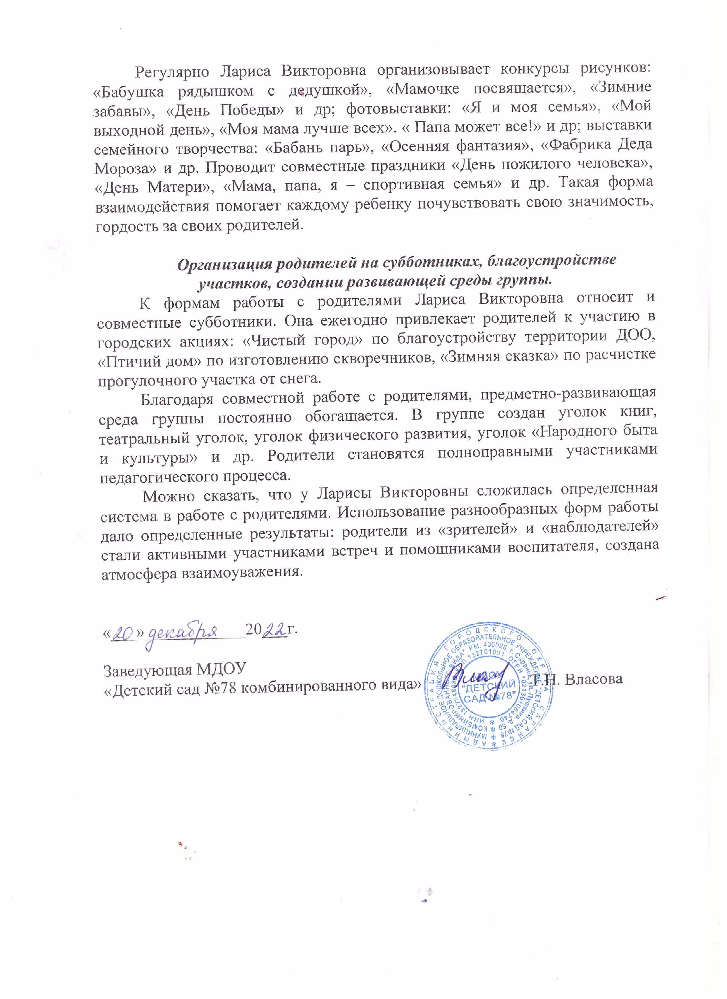 Регулярно Лариса Викторовна организовывает конкурсы рисунков:
«Бабушка рядышком с дедушкой», «Мамочке посвящается», «Зимние
забавы», «День Победы» и др; фотовыставки: «Я и моя семья», «Мой
выходной день», «Моя мама лучше всех». « Папа может все!» и др; выставки
семейного творчества: «Бабань парь», «Осенняя фантазия», «Фабрика Деда
Мороза» и др. Проводит совместные праздники «День пожилого человека»,
«День Матери», «Мама, папа, я – спортивная семья» и др. Такая форма
взаимодействия помогает каждому ребенку почувствовать свою значимость,
гордость за своих родителей.
Организация родителей на субботниках, благоустройстве
участков, создании развивающей среды группы.
К формам работы с родителями Лариса Викторовна относит и
совместные субботники. Она ежегодно привлекает родителей к участию в
городских акциях: «Чистый город» по благоустройству территории ДОО,
«Птичий дом» по изготовлению скворечников, «Зимняя сказка» по расчистке
прогулочного участка от снега.
Благодаря совместной работе с родителями, предметно-развивающая
среда группы постоянно обогащается. В группе создан уголок книг,
театральный уголок, уголок физического развития, уголок «Народного быта
и культуры» и др. Родители становятся полноправными участниками
педагогического процесса.
Можно сказать, что у Ларисы Викторовны сложилась определенная
система в работе с родителями. Использование разнообразных форм работы
дало определенные результаты: родители из «зрителей» и «наблюдателей»
стали активными участниками встреч и помощниками воспитателя, создана
атмосфера взаимоуважения.
«20» декабря 2022г.
Заведующая МДОУ
«Детский сад №78 комбинированного вида» Т.Н. Власова
АДМИНИСТРАЦИЯ ГОРОДСКОГО ОКРУГА САРАНСК
МУНИЦИПАЛЬНОЕ ДОШКОЛЬНОЕ ОБРАЗОВАТЕЛЬНОЕ УЧРЕЖДЕНИЕ "ДЕТСКИЙ САД №78
КОМБИНИРОВАННОГО ВИДА" РМ, 430028, г. Саранск, ул. Пушкина, д. 50
КПП 132701001 ОГРН 1021301064740
ИНН
МДОУ
"ДЕТСКИЙ
САД №78"